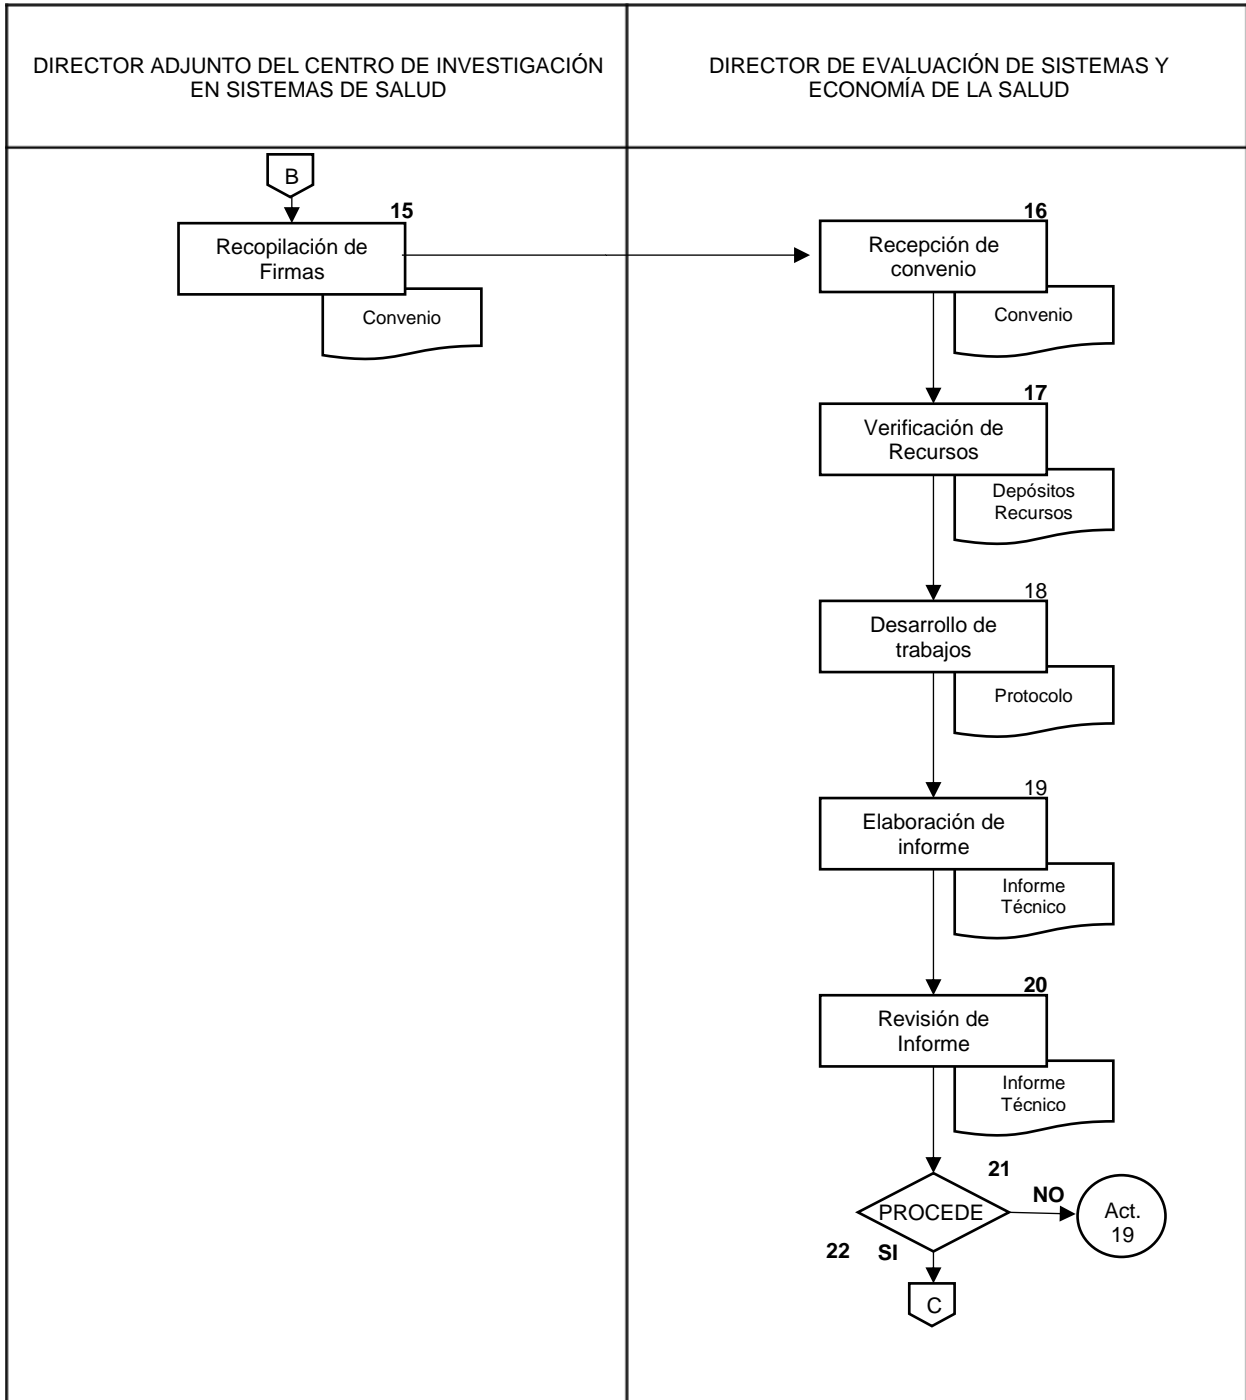 DIRECTOR ADJUNTO DEL CENTRO DE INVESTIGACIÓN
EN SISTEMAS DE SALUD
DIRECTOR DE EVALUACIÓN DE SISTEMAS Y
ECONOMÍA DE LA SALUD
B
15
Recopilación de
Firmas
Convenio
16
Recepción de
convenio
Convenio
17
Verificación de
Recursos
Depósitos
Recursos
18
Desarrollo de
trabajos
Protocolo
19
Elaboración de
informe
Informe
Técnico
20
Revisión de
Informe
Informe
Técnico
21
PROCEDE
NO
Act.
19
22
SI
C